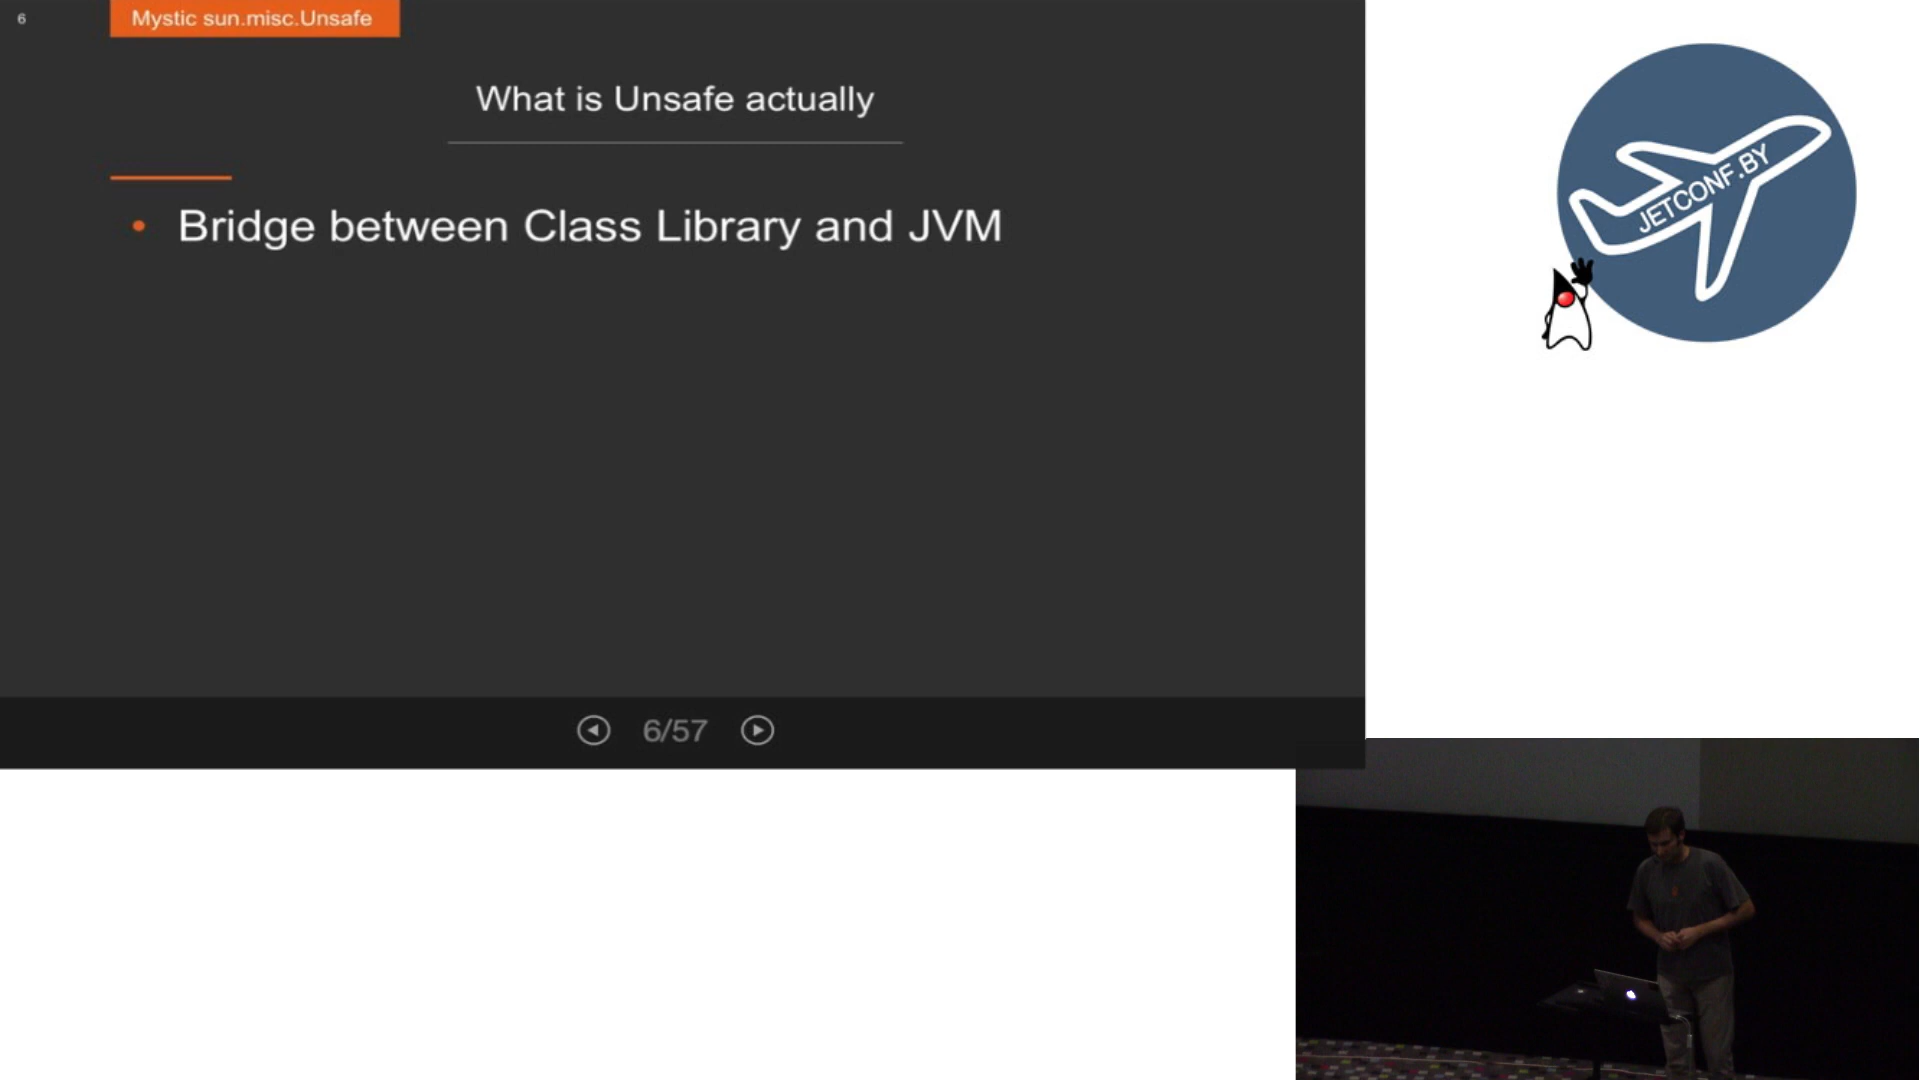 6
Mystic sun.misc.Unsafe
What is Unsafe actually
• Bridge between Class Library and JVM
6/57
JETCONF.BY